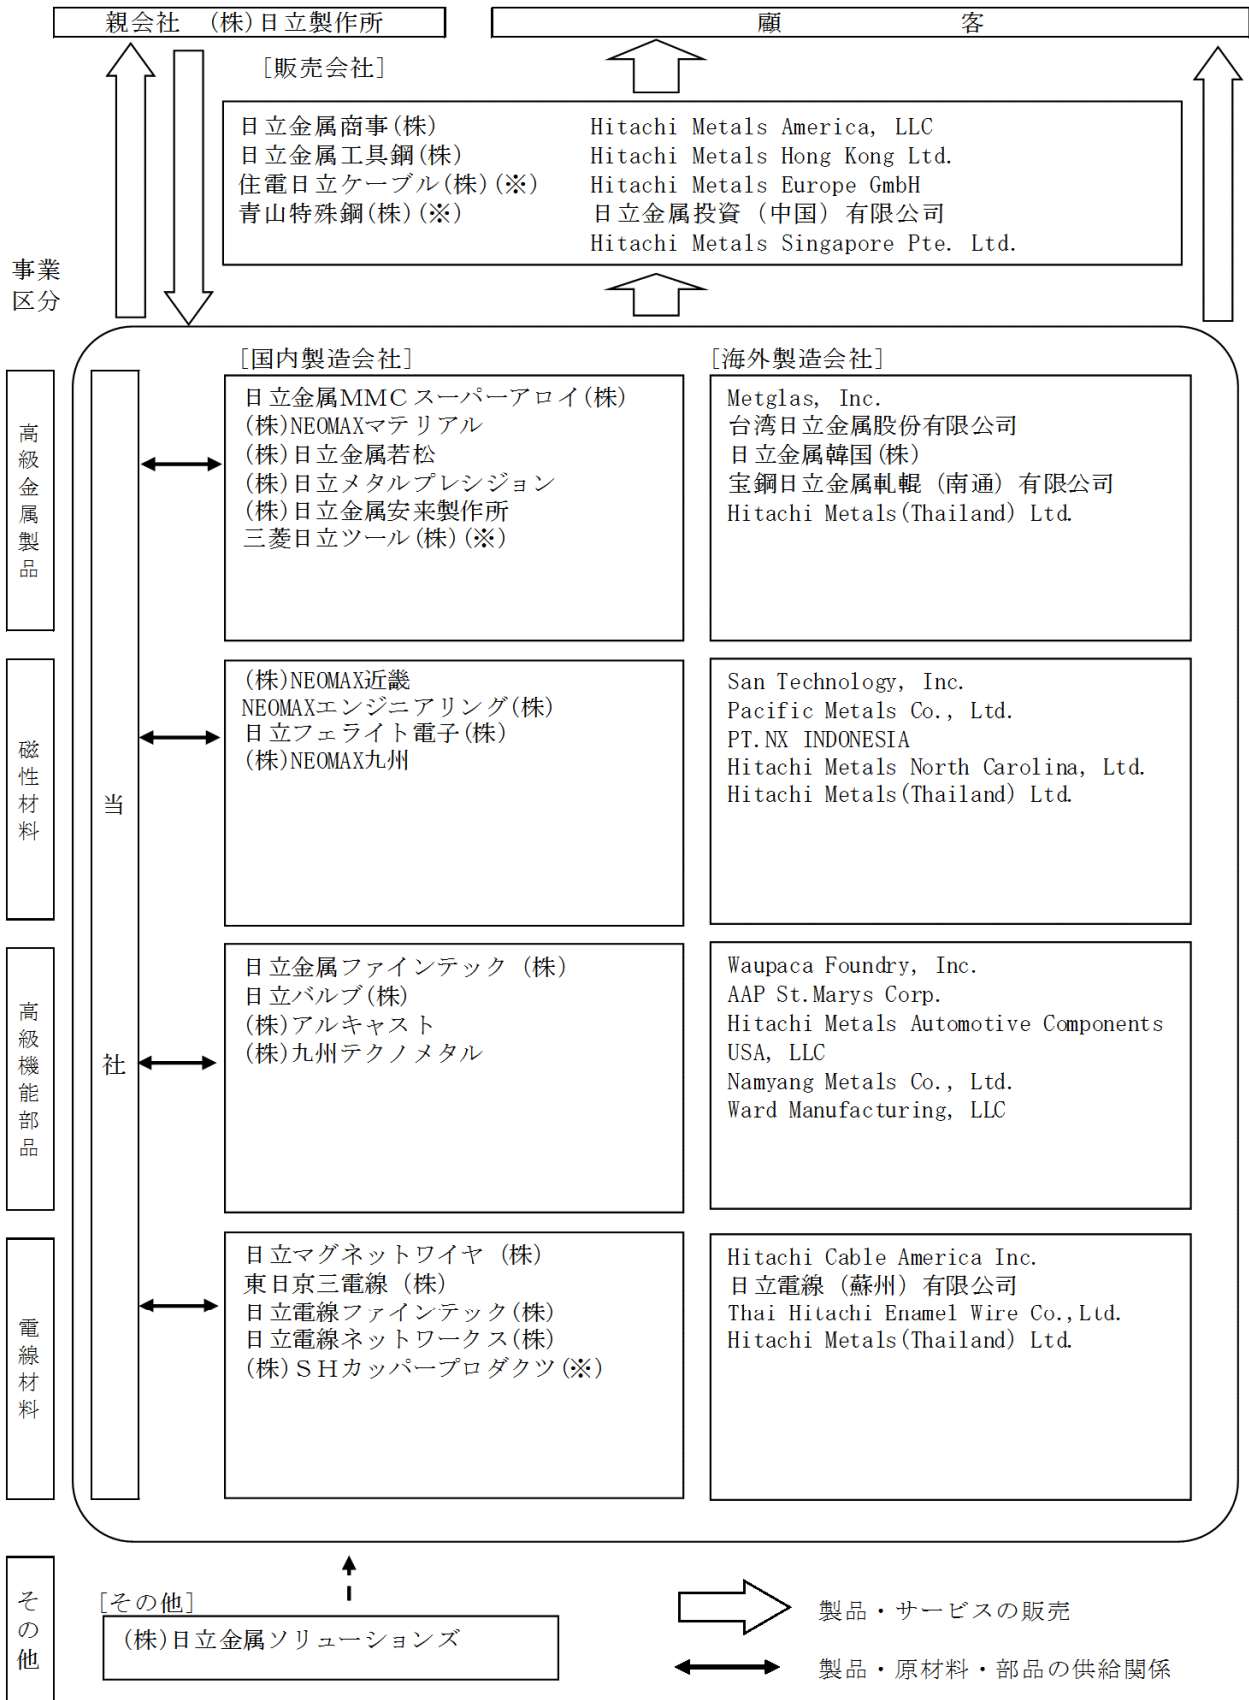 親会社 (株)日立製作所
顧 客
[販売会社]
日立金属商事(株)
日立金属工具鋼(株)
住電日立ケーブル(株)(※)
青山特殊鋼(株)(※)
Hitachi Metals America, LLC
Hitachi Metals Hong Kong Ltd.
Hitachi Metals Europe GmbH
日立金属投資（中国）有限公司
Hitachi Metals Singapore Pte. Ltd.
事業
区分
当社
[国内製造会社]
[海外製造会社]
高級金属製品
日立金属MMCスーパーアロイ(株)
(株)NEOMAXマテリアル
(株)日立金属若松
(株)日立メタルプレシジョン
(株)日立金属安来製作所
三菱日立ツール(株)(※)
Metglas, Inc.
台湾日立金属股份有限公司
日立金属韓国(株)
宝鋼日立金属軋輥（南通）有限公司
Hitachi Metals(Thailand) Ltd.
磁性材料
(株)NEOMAX近畿
NEOMAXエンジニアリング(株)
日立フェライト電子(株)
(株)NEOMAX九州
San Technology, Inc.
Pacific Metals Co., Ltd.
PT.NX INDONESIA
Hitachi Metals North Carolina, Ltd.
Hitachi Metals(Thailand) Ltd.
高級機能部品
日立金属ファインテック（株）
日立バルブ(株)
(株)アルキャスト
(株)九州テクノメタル
Waupaca Foundry, Inc.
AAP St.Marys Corp.
Hitachi Metals Automotive Components
USA, LLC
Namyang Metals Co., Ltd.
Ward Manufacturing, LLC
電線材料
日立マグネットワイヤ（株）
東日京三電線（株）
日立電線ファインテック(株)
日立電線ネットワークス(株)
(株)ＳＨカッパープロダクツ(※)
Hitachi Cable America Inc.
日立電線（蘇州）有限公司
Thai Hitachi Enamel Wire Co.,Ltd.
Hitachi Metals(Thailand) Ltd.
その他
[その他]
(株)日立金属ソリューションズ
製品・サービスの販売
製品・原材料・部品の供給関係